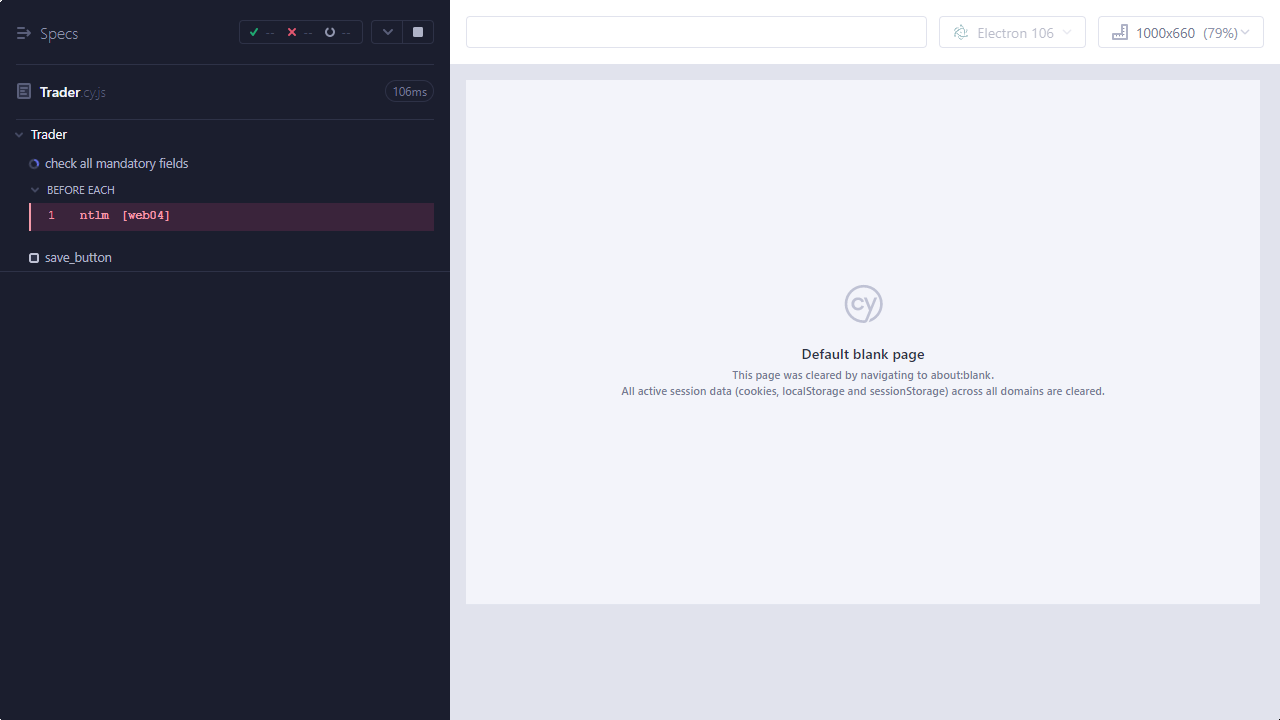 Specs
-- -- --
Trader.cy.js 106ms
Trader
check all mandatory fields
BEFORE EACH
1 ntlm [web04]
save_button
Electron 106
1000x660 (79%)
cy
Default blank page
This page was cleared by navigating to about:blank.
All active session data (cookies, localStorage and sessionStorage) across all domains are cleared.